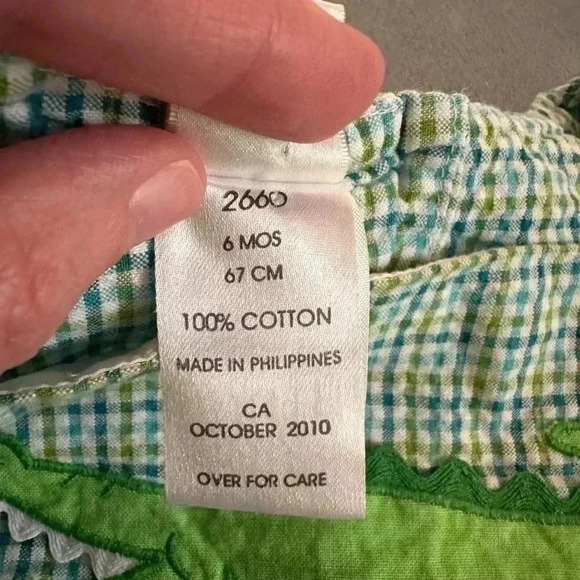 2660
6 MOS
67 CM
100% COTTON
MADE IN PHILIPPINES
CA
OCTOBER 2010
OVER FOR CARE